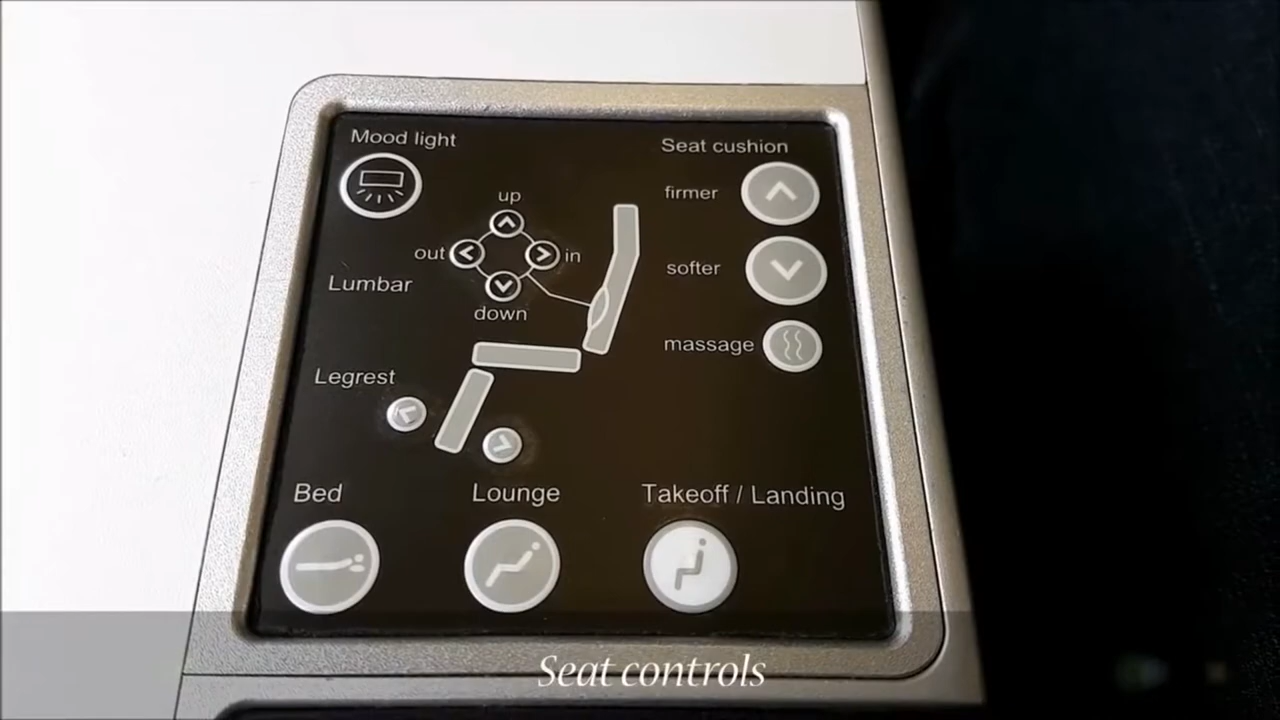 Mood light
Seat cushion
up
firmer
out
in
Lumbar
softer
down
massage
Legrest
Bed
Lounge
Takeoff / Landing
Seat controls